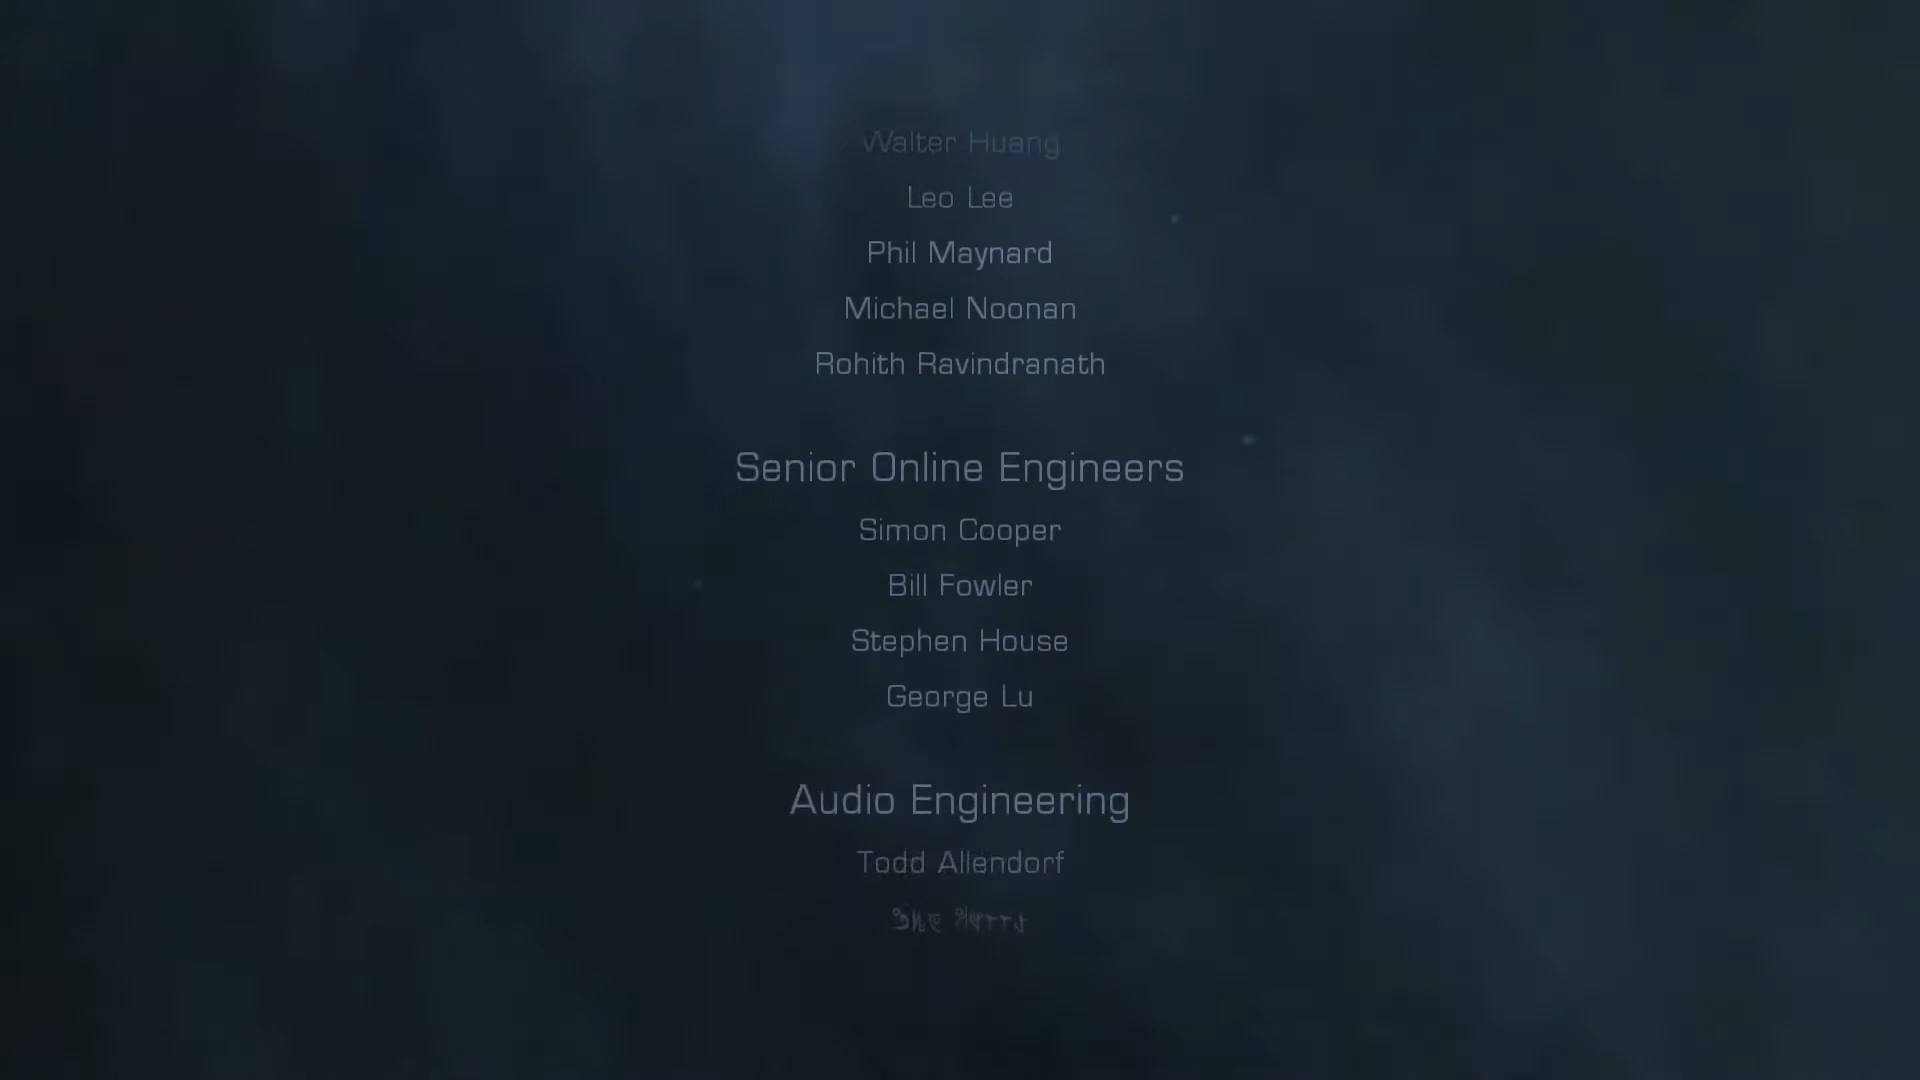 Walter Huang
Leo Lee
Phil Maynard
Michael Noonan
Rohith Ravindranath
Senior Online Engineers
Simon Cooper
Bill Fowler
Stephen House
George Lu
Audio Engineering
Todd Allendorf